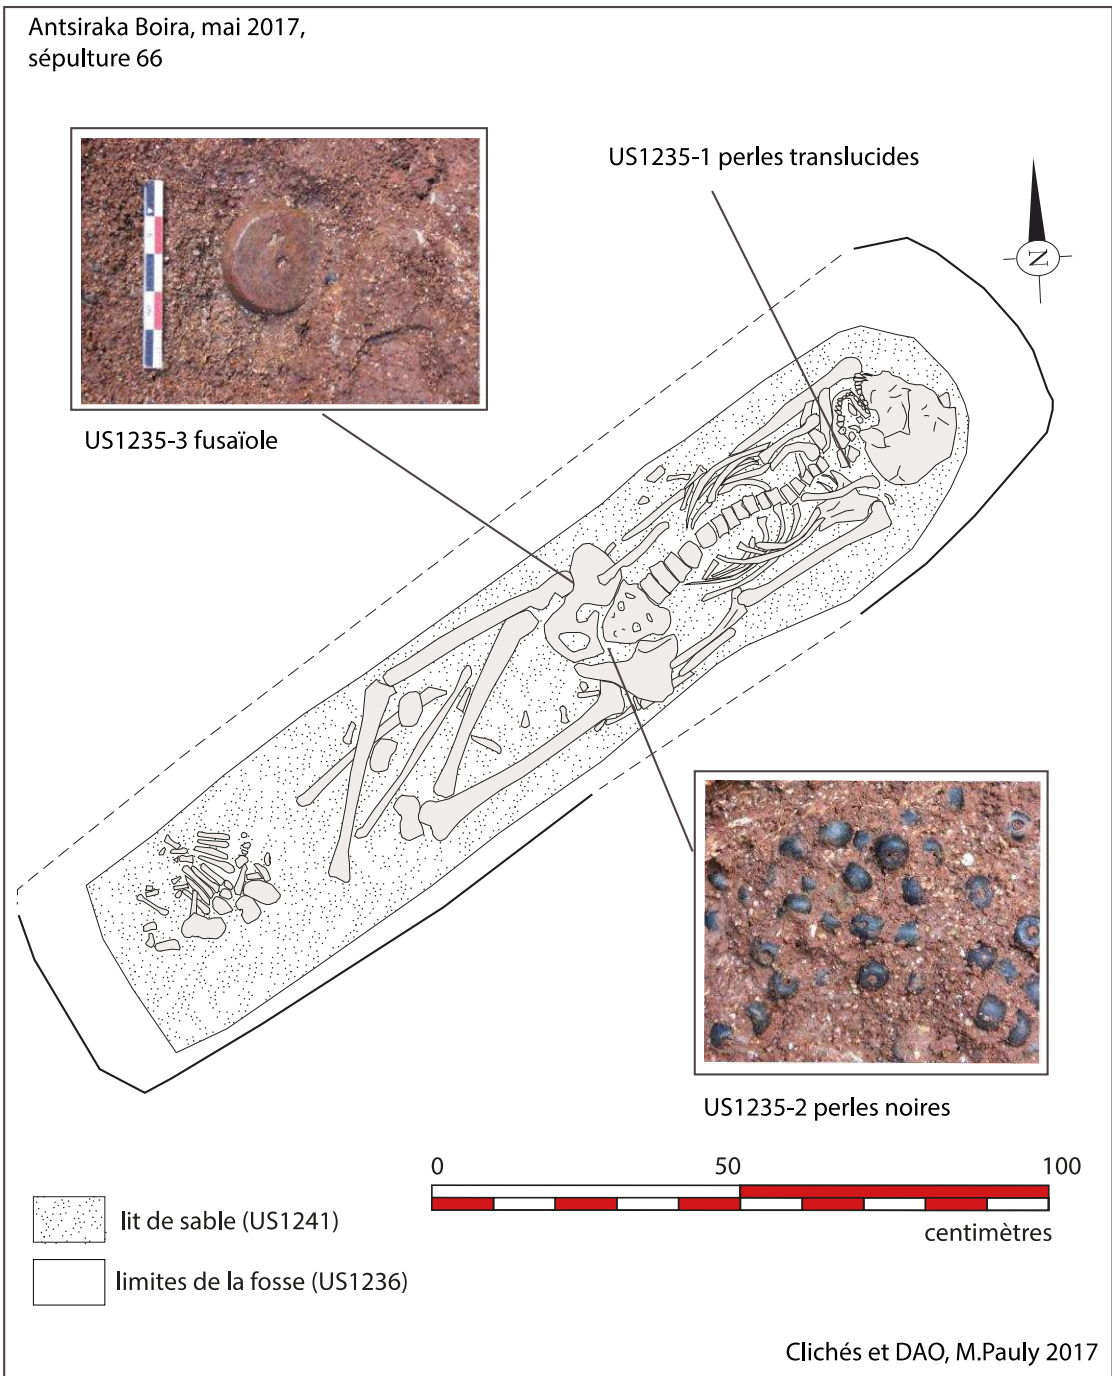 Antsiraka Boira, mai 2017,
sépulture 66
US1235-1 perles translucides
N
US1235-3 fusaïole
US1235-2 perles noires
0 50 100
centimètres
lit de sable (US1241)
limites de la fosse (US1236)
Clichés et DAO, M.Pauly 2017